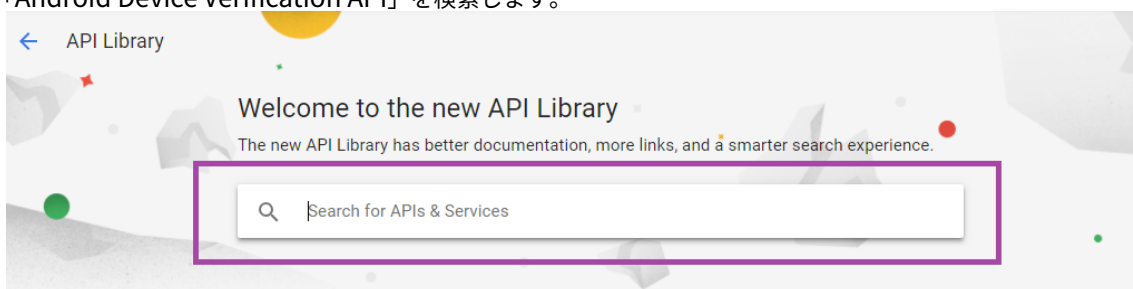 「Android Device Verification API」を検索します。
API Library
Welcome to the new API Library
The new API Library has better documentation, more links, and a smarter search experience.
Search for APIs & Services